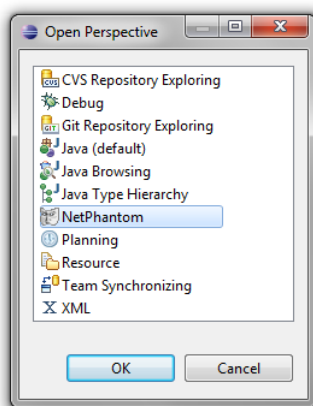 Open Perspective
CVS Repository Exploring
Debug
Git Repository Exploring
Java (default)
Java Browsing
Java Type Hierarchy
NetPhantom
Planning
Resource
Team Synchronizing
XML
OK
Cancel